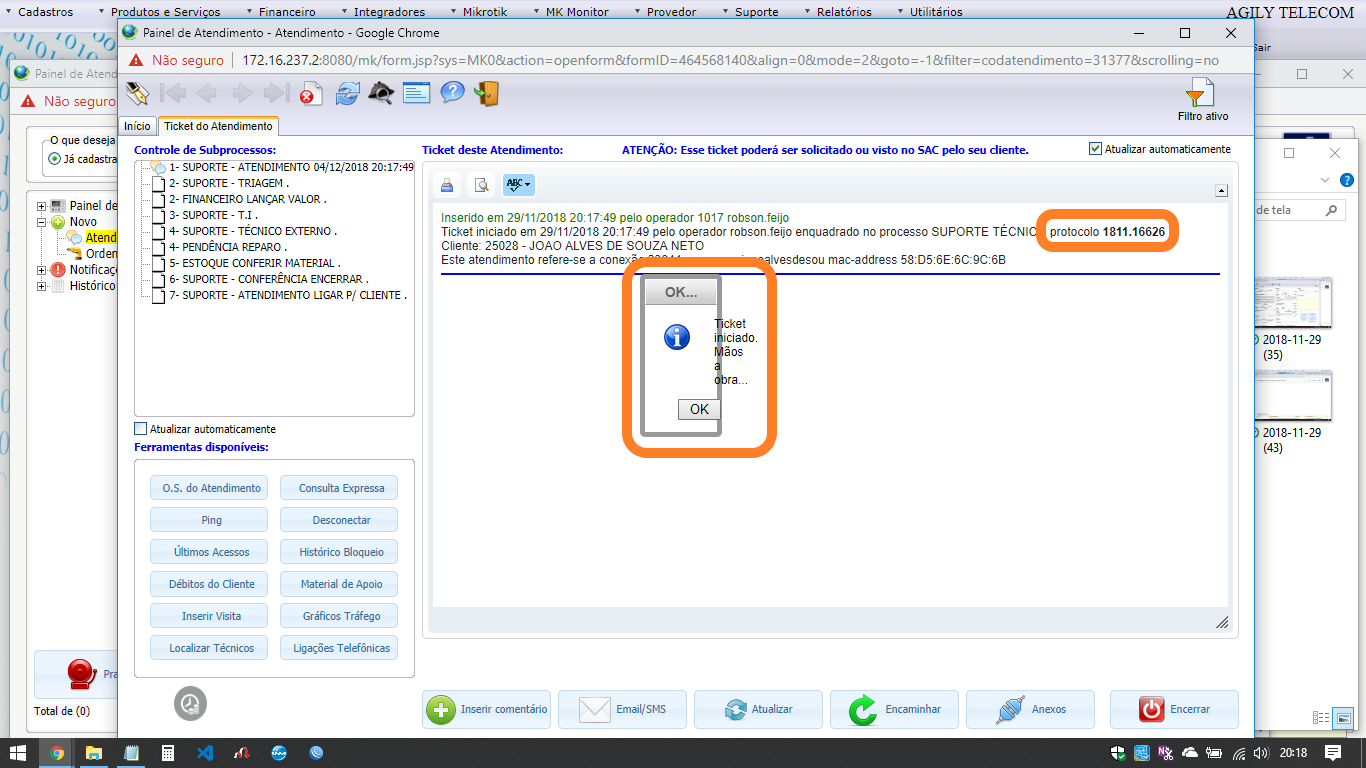 Cadastros Produtos e Serviços Financeiro Integradores Mikrotik MK Monitor Provedor Suporte Relatórios Utilitários AGILY TELECOM
Sair
Painel de Atend
Não seguro
O que deseja
Já cadastra
Painel de
Novo
Atend
Orden
Notificaç
Histórico
Total de (0)
Painel de Atendimento - Atendimento - Google Chrome
Não seguro 172.16.237.2:8080/mk/form.jsp?sys=MK0&action=openform&formID=464568140&align=0&mode=2&goto=-1&filter=codatendimento=31377&scrolling=no
Filtro ativo
Início Ticket do Atendimento
Controle de Subprocessos:
1- SUPORTE - ATENDIMENTO 04/12/2018 20:17:49
2- SUPORTE - TRIAGEM .
2- FINANCEIRO LANÇAR VALOR .
3- SUPORTE - T.I .
4- SUPORTE - TÉCNICO EXTERNO .
4- PENDÊNCIA REPARO .
5- ESTOQUE CONFERIR MATERIAL .
6- SUPORTE - CONFERÊNCIA ENCERRAR .
7- SUPORTE - ATENDIMENTO LIGAR P/ CLIENTE .
Atualizar automaticamente
Ferramentas disponíveis:
O.S. do Atendimento Consulta Expressa
Ping Desconectar
Últimos Acessos Histórico Bloqueio
Débitos do Cliente Material de Apoio
Inserir Visita Gráficos Tráfego
Localizar Técnicos Ligações Telefônicas
Ticket deste Atendimento: ATENÇÃO: Esse ticket poderá ser solicitado ou visto no SAC pelo seu cliente. Atualizar automaticamente
ABC
Inserido em 29/11/2018 20:17:49 pelo operador 1017 robson.feijo
Ticket iniciado em 29/11/2018 20:17:49 pelo operador robson.feijo enquadrado no processo SUPORTE TÉCNIC protocolo 1811.16626
Cliente: 25028 - JOAO ALVES DE SOUZA NETO
Este atendimento refere-se a conexão mac-address 58:D5:6E:6C:9C:6B
OK...
Ticket
iniciado.
Mãos
a
obra...
OK
Inserir comentário Email/SMS Atualizar Encaminhar Anexos Encerrar
de tela
2018-11-29
(35)
2018-11-29
(43)
20:18